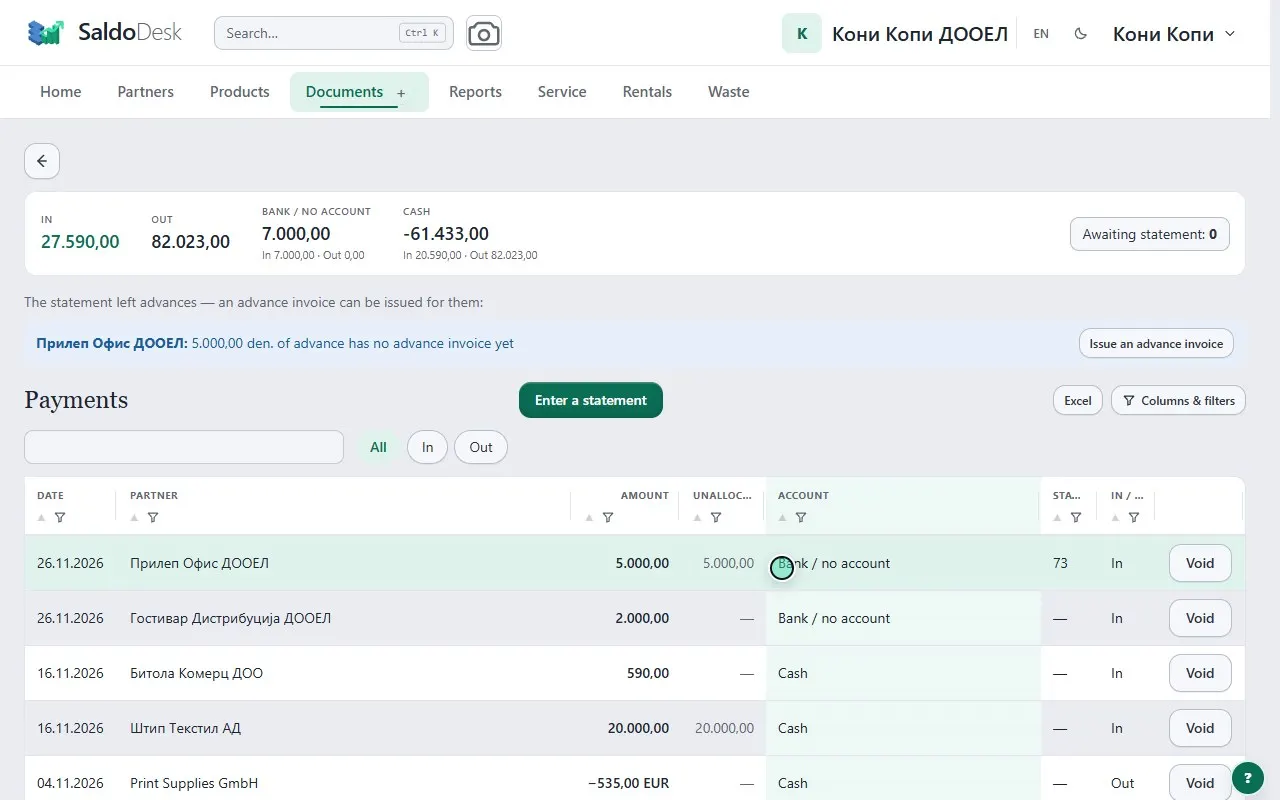 SaldoDesk
Search... Ctrl K
К Кони Копи ДООЕЛ EN Кони Копи
Home Partners Products Documents + Reports Service Rentals Waste
IN
27.590,00
OUT
82.023,00
BANK / NO ACCOUNT
7.000,00
In 7.000,00 · Out 0,00
CASH
-61.433,00
In 20.590,00 · Out 82.023,00
Awaiting statement: 0
The statement left advances — an advance invoice can be issued for them:
Прилеп Офис ДООЕЛ: 5.000,00 den. of advance has no advance invoice yet Issue an advance invoice
Payments Enter a statement Excel Columns & filters
All In Out
DATE PARTNER AMOUNT UNALLOC... ACCOUNT STA... IN / ...
26.11.2026 Прилеп Офис ДООЕЛ 5.000,00 5.000,00 Bank / no account 73 In Void
26.11.2026 Гостивар Дистрибуција ДООЕЛ 2.000,00 — Bank / no account — In Void
16.11.2026 Битола Комерц ДОО 590,00 — Cash — In Void
16.11.2026 Штип Текстил АД 20.000,00 20.000,00 Cash — In Void
04.11.2026 Print Supplies GmbH −535,00 EUR — Cash — Out Void
?